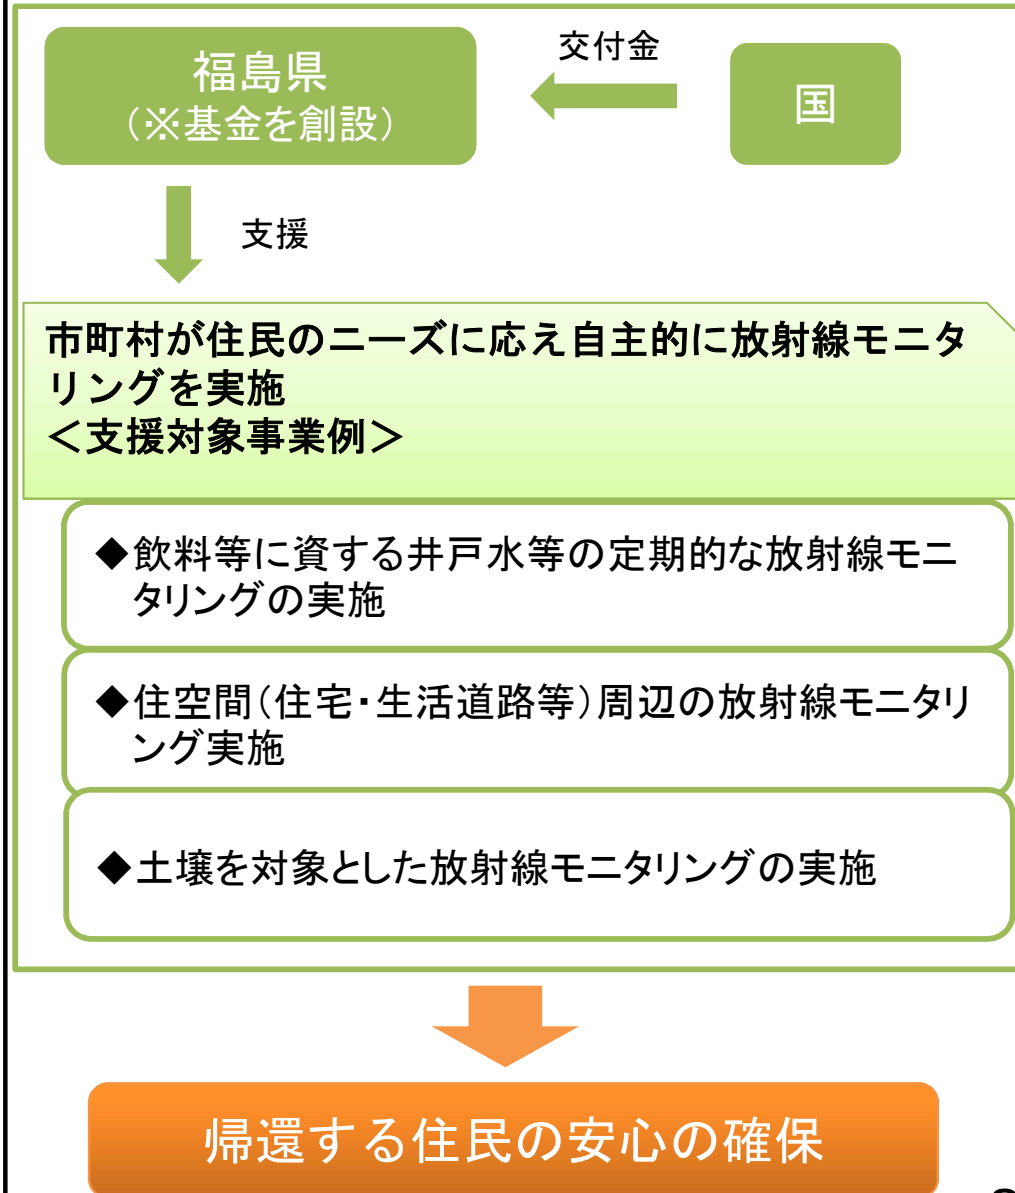 福島県
（※基金を創設）
交付金
国
支援
市町村が住民のニーズに応え自主的に放射線モニタ
リングを実施
＜支援対象事業例＞
◆飲料等に資する井戸水等の定期的な放射線モニ
タリングの実施
◆住空間（住宅・生活道路等）周辺の放射線モニタリ
ング実施
◆土壌を対象とした放射線モニタリングの実施
帰還する住民の安心の確保